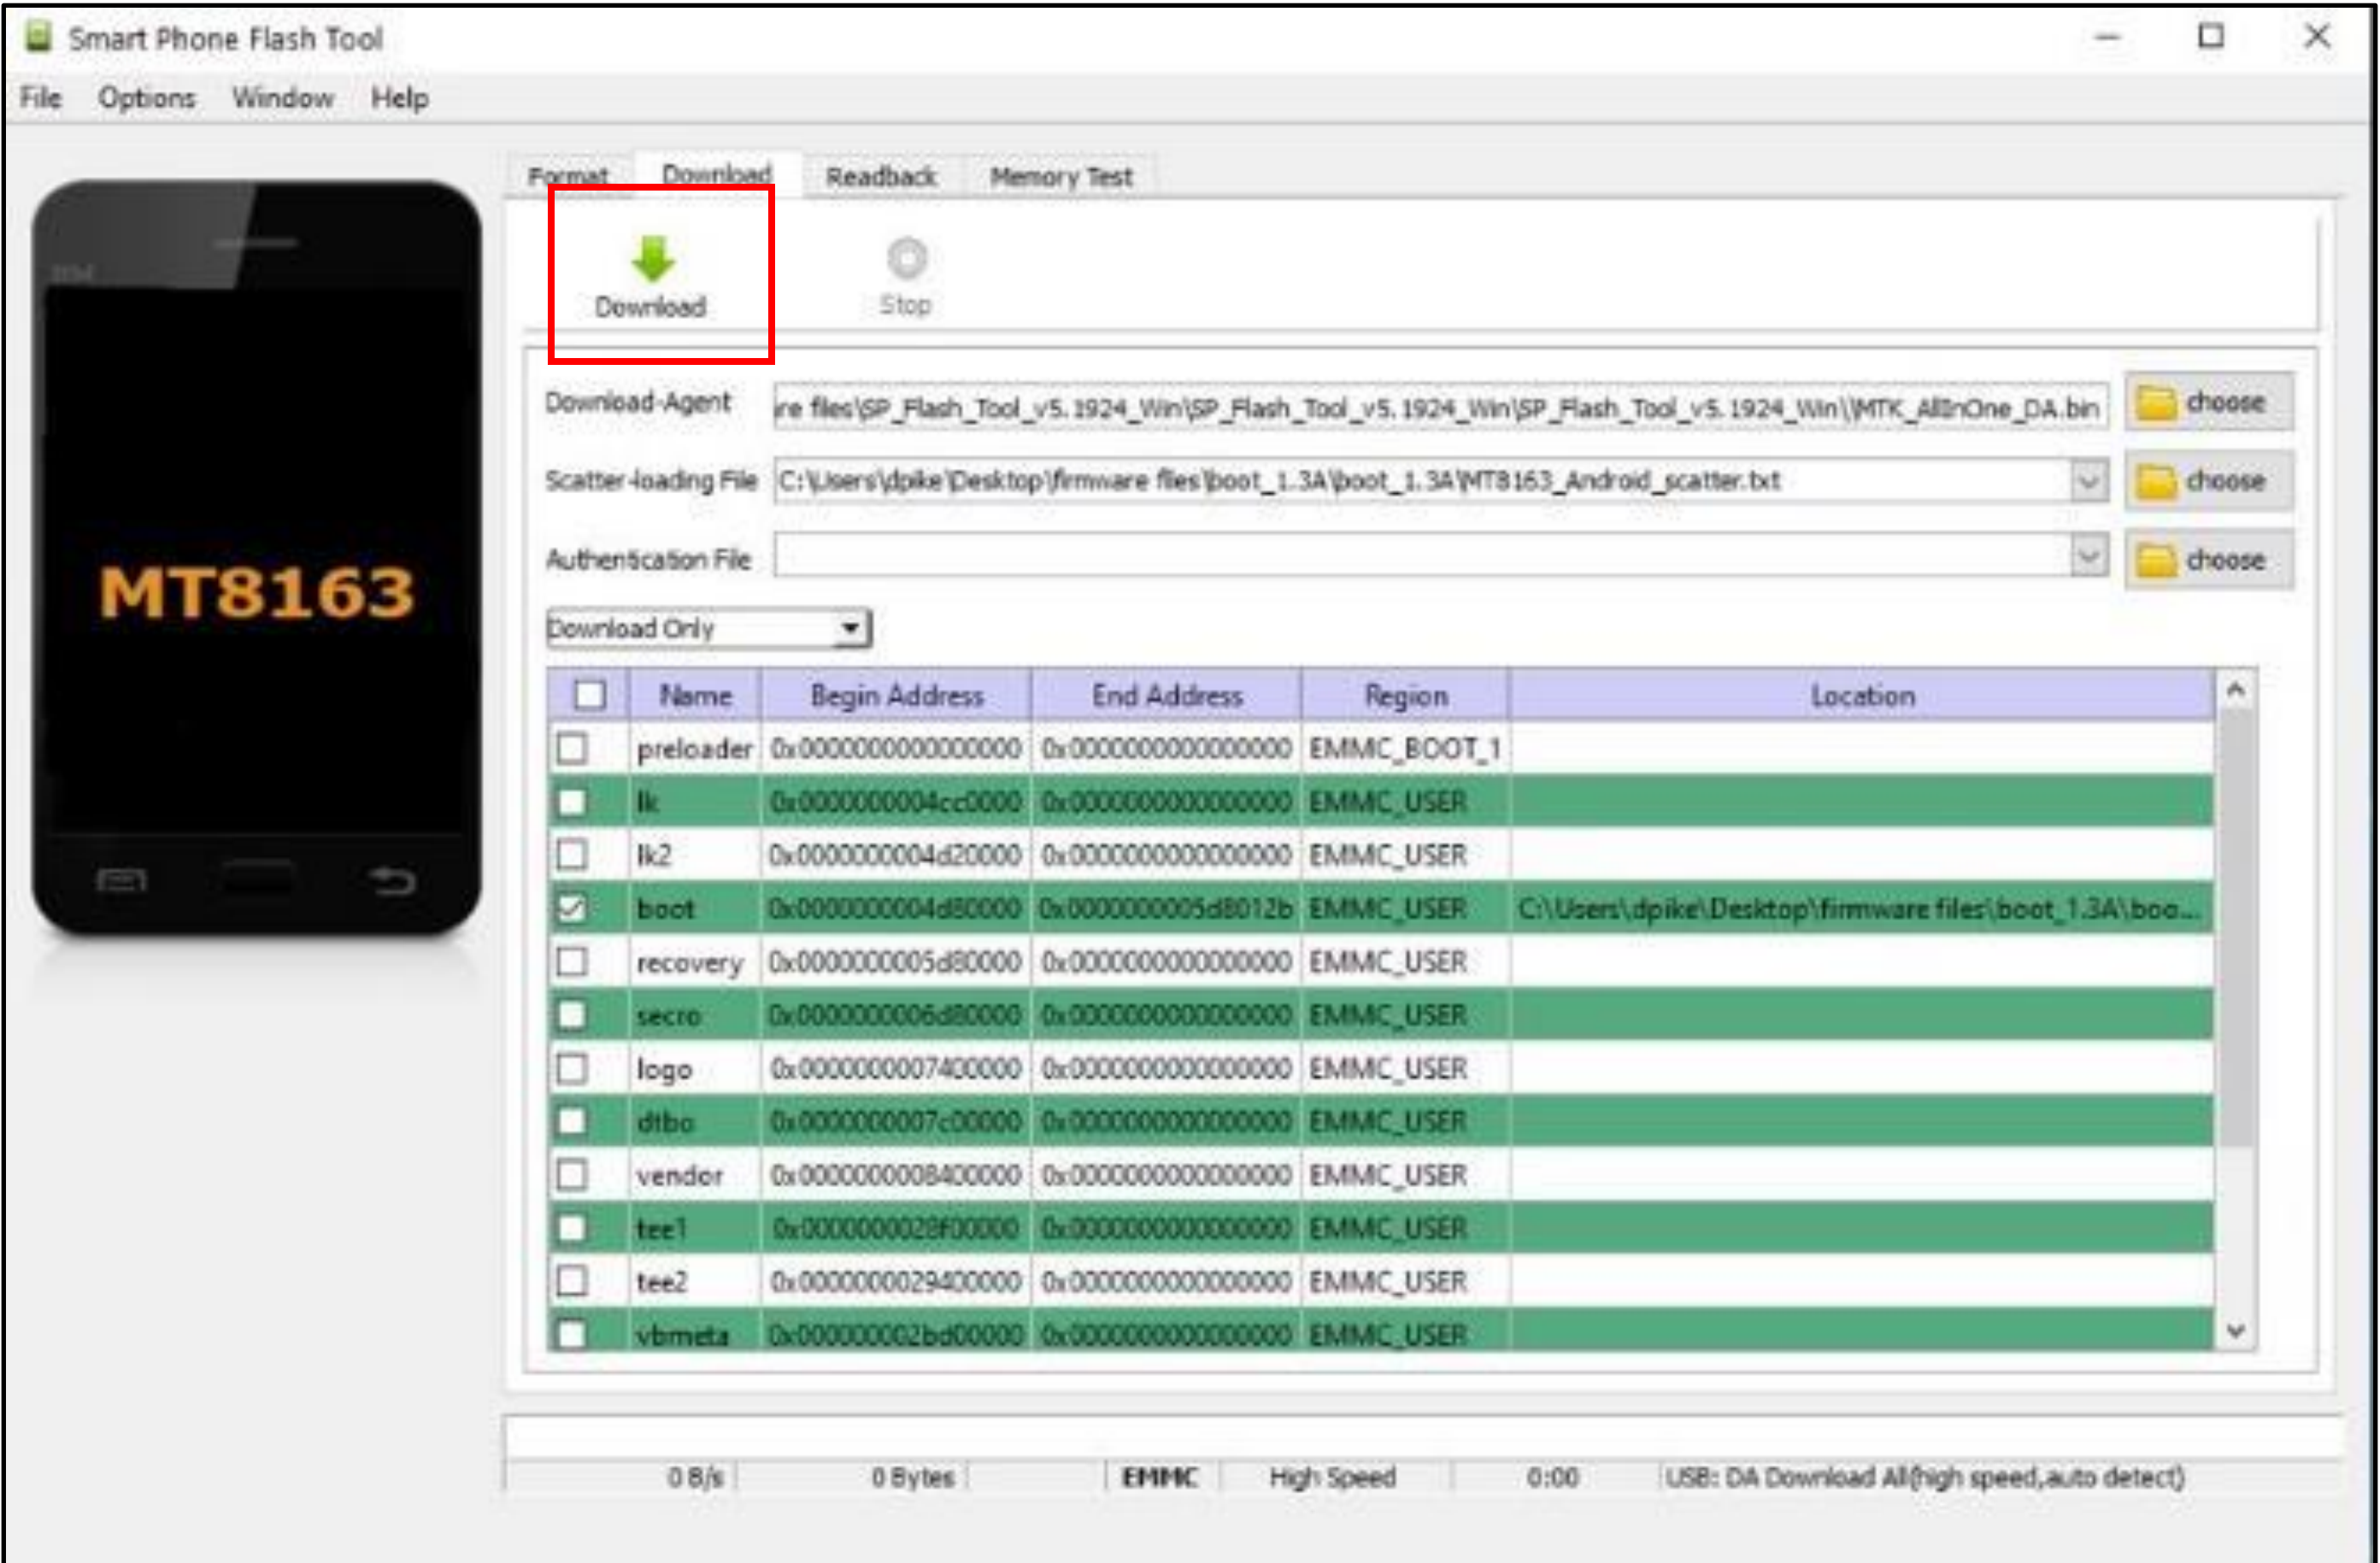 Smart Phone Flash Tool
File Options Window Help
Format Download Readback Memory Test
Download Stop
Download-Agent re files\SP_Flash_Tool_v5.1924_Win\SP_Flash_Tool_v5.1924_Win\SP_Flash_Tool_v5.1924_Win\\MTK_AllInOne_DA.bin choose
Scatter-loading File C:\Users\dpike\Desktop\firmware files\boot_1.3A\boot_1.3A\MT8163_Android_scatter.txt choose
Authentication File choose
MT8163
Download Only
Name Begin Address End Address Region Location
preloader 0x0000000000000000 0x0000000000000000 EMMC_BOOT_1
lk 0x0000000004cc0000 0x0000000000000000 EMMC_USER
lk2 0x0000000004d20000 0x0000000000000000 EMMC_USER
boot 0x0000000004d80000 0x0000000005d8012b EMMC_USER C:\Users\dpike\Desktop\firmware files\boot_1.3A\boo...
recovery 0x0000000005d80000 0x0000000000000000 EMMC_USER
secro 0x0000000006d80000 0x0000000000000000 EMMC_USER
logo 0x0000000007400000 0x0000000000000000 EMMC_USER
dtbo 0x0000000007c00000 0x0000000000000000 EMMC_USER
vendor 0x0000000008400000 0x0000000000000000 EMMC_USER
tee1 0x0000000028f00000 0x0000000000000000 EMMC_USER
tee2 0x0000000029400000 0x0000000000000000 EMMC_USER
vbmeta 0x000000002bd00000 0x0000000000000000 EMMC_USER
0 B/s 0 Bytes EMMC High Speed 0:00 USB: DA Download All(high speed,auto detect)